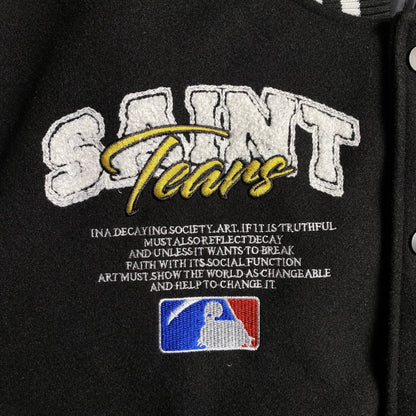 SAINT
Tears
IN A DECAYING SOCIETY, ART, IF IT IS TRUTHFUL
MUST ALSO REFLECT DECAY
AND UNLESS IT WANTS TO BREAK
FAITH WITH ITS SOCIAL FUNCTION
ART MUST SHOW THE WORLD AS CHANGEABLE
AND HELP TO CHANGE IT